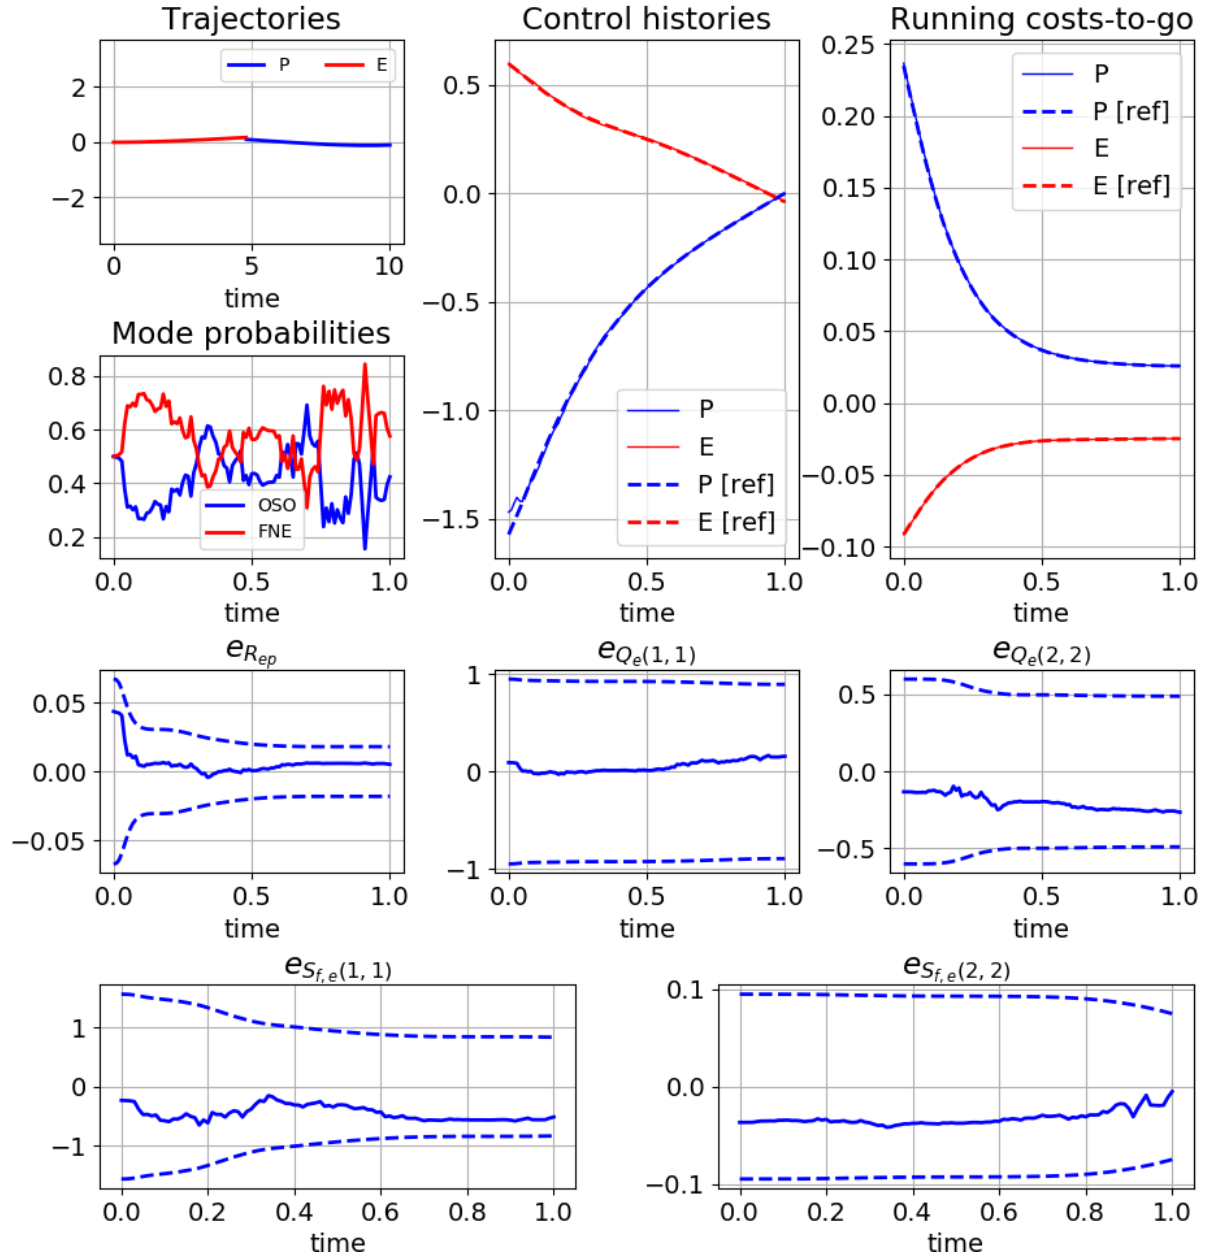 Trajectories
P
E
2
0
−2
0
5
10
time
Mode probabilities
0.8
0.6
0.4
0.2
OSO
FNE
0.0
0.5
1.0
time
Control histories
0.5
0.0
−0.5
−1.0
−1.5
P
E
P [ref]
E [ref]
0.0
0.5
1.0
time
Running costs-to-go
0.25
0.20
0.15
0.10
0.05
0.00
−0.05
−0.10
P
P [ref]
E
E [ref]
0.0
0.5
1.0
time
e_{R_{ep}}
0.05
0.00
−0.05
0.0
0.5
1.0
time
e_{Q_e(1, 1)}
1
0
−1
0.0
0.5
1.0
time
e_{Q_e(2, 2)}
0.5
0.0
−0.5
0.0
0.5
1.0
time
e_{S_{f,e}(1, 1)}
1
0
−1
0.0
0.2
0.4
0.6
0.8
1.0
time
e_{S_{f,e}(2, 2)}
0.1
0.0
−0.1
0.0
0.2
0.4
0.6
0.8
1.0
time